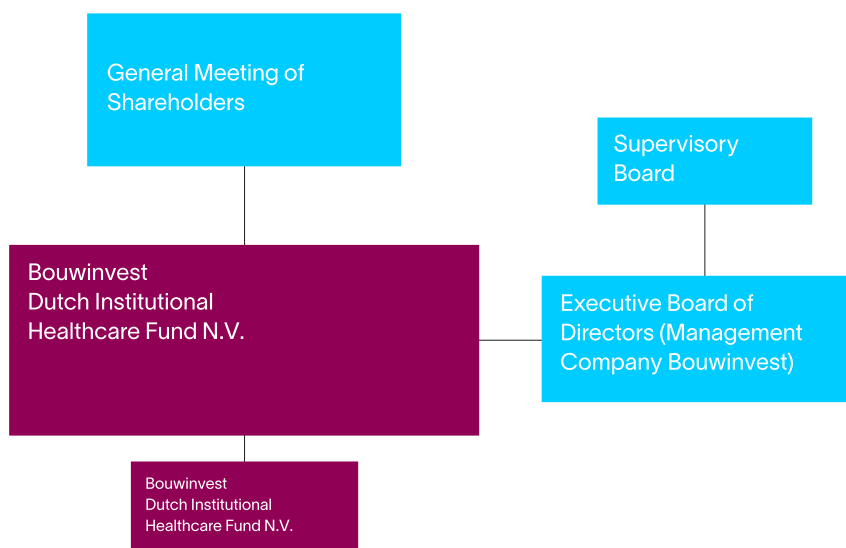 General Meeting of
Shareholders
Supervisory
Board
Bouwinvest
Dutch Institutional
Healthcare Fund N.V.
Executive Board of
Directors (Management
Company Bouwinvest)
Bouwinvest
Dutch Institutional
Healthcare Fund N.V.